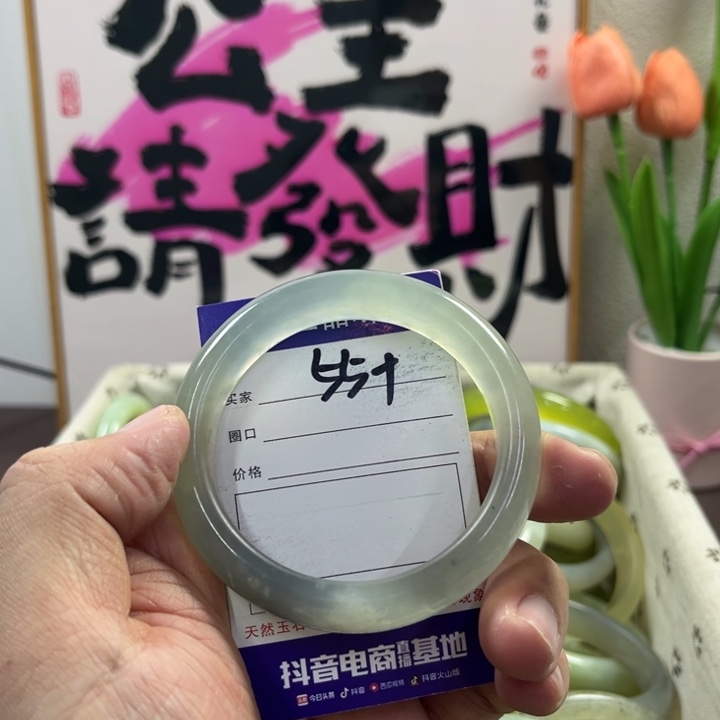 公主
請發財
买家
圈口
价格
天然玉石
现象
抖音电商直播基地
今日头条 抖音 西瓜视频 抖音火山版